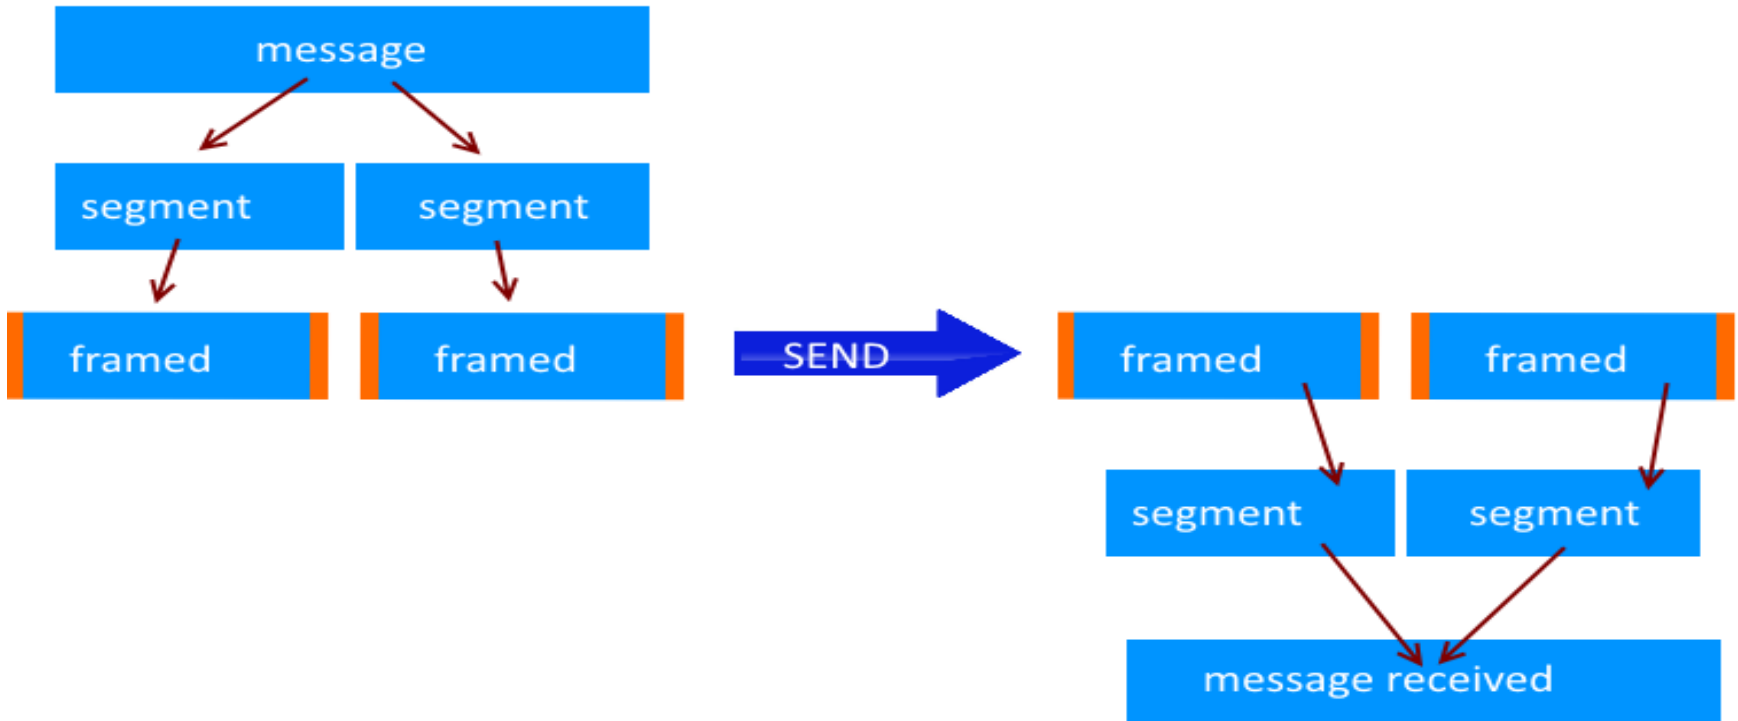 message
segment segment
framed framed
SEND
framed framed
segment segment
message received